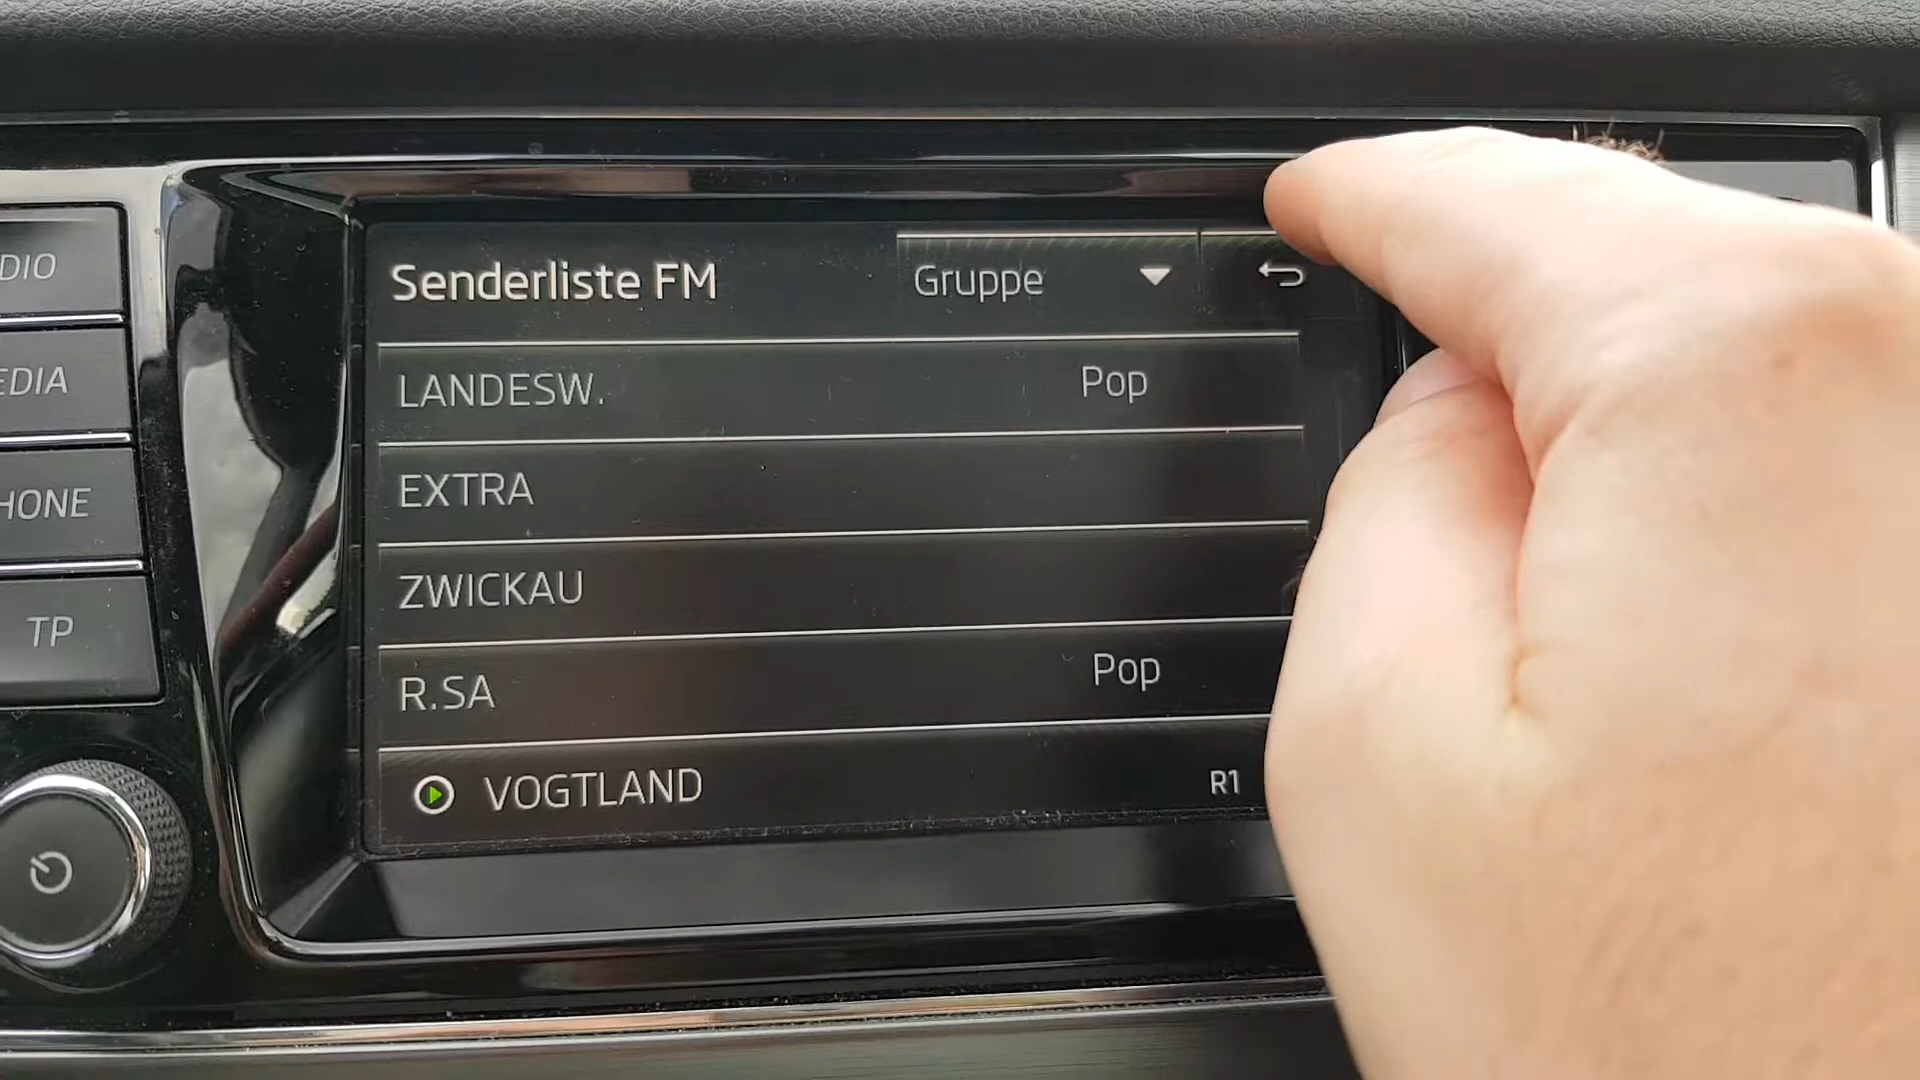 Senderliste FM Gruppe
LANDESW. Pop
EXTRA
ZWICKAU
R.SA Pop
VOGTLAND R1
DIO
EDIA
HONE
TP